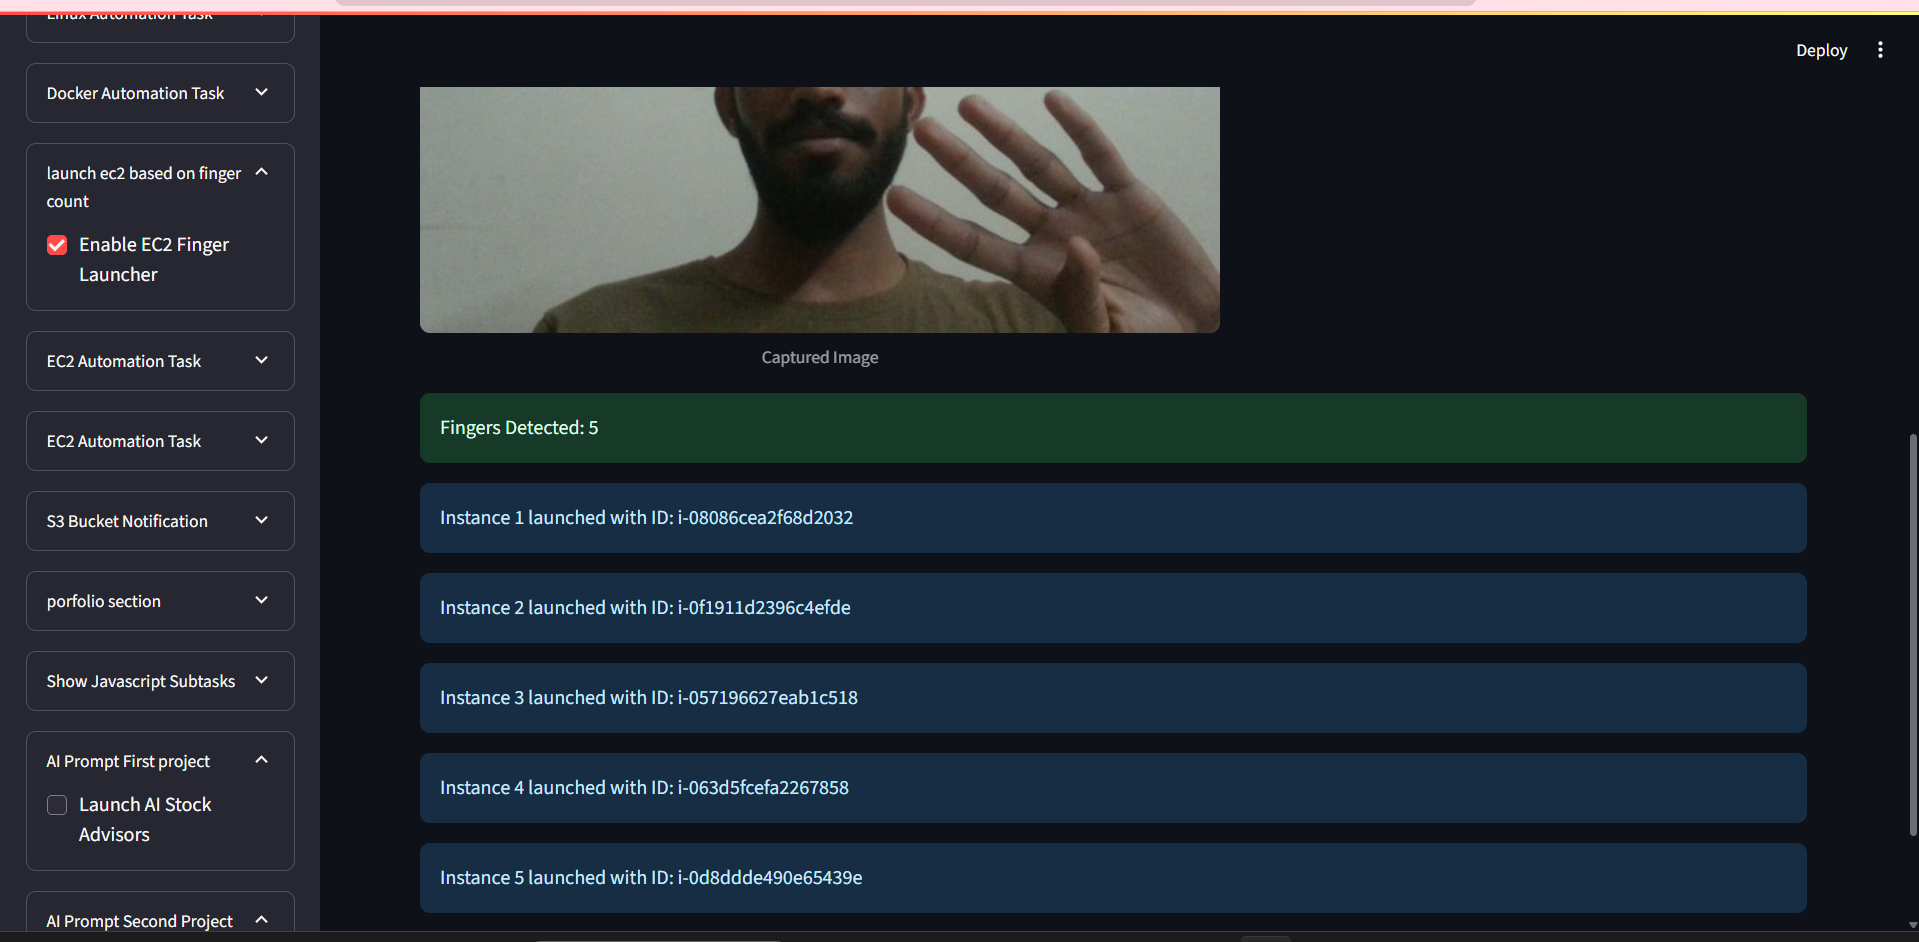 Linux Automation Task
Docker Automation Task
launch ec2 based on finger
count
Enable EC2 Finger
Launcher
EC2 Automation Task
EC2 Automation Task
S3 Bucket Notification
porfolio section
Show Javascript Subtasks
AI Prompt First project
Launch AI Stock
Advisors
AI Prompt Second Project
Deploy
Captured Image
Fingers Detected: 5
Instance 1 launched with ID: i-08086cea2f68d2032
Instance 2 launched with ID: i-0f1911d2396c4efde
Instance 3 launched with ID: i-057196627eab1c518
Instance 4 launched with ID: i-063d5fcefa2267858
Instance 5 launched with ID: i-0d8ddde490e65439e